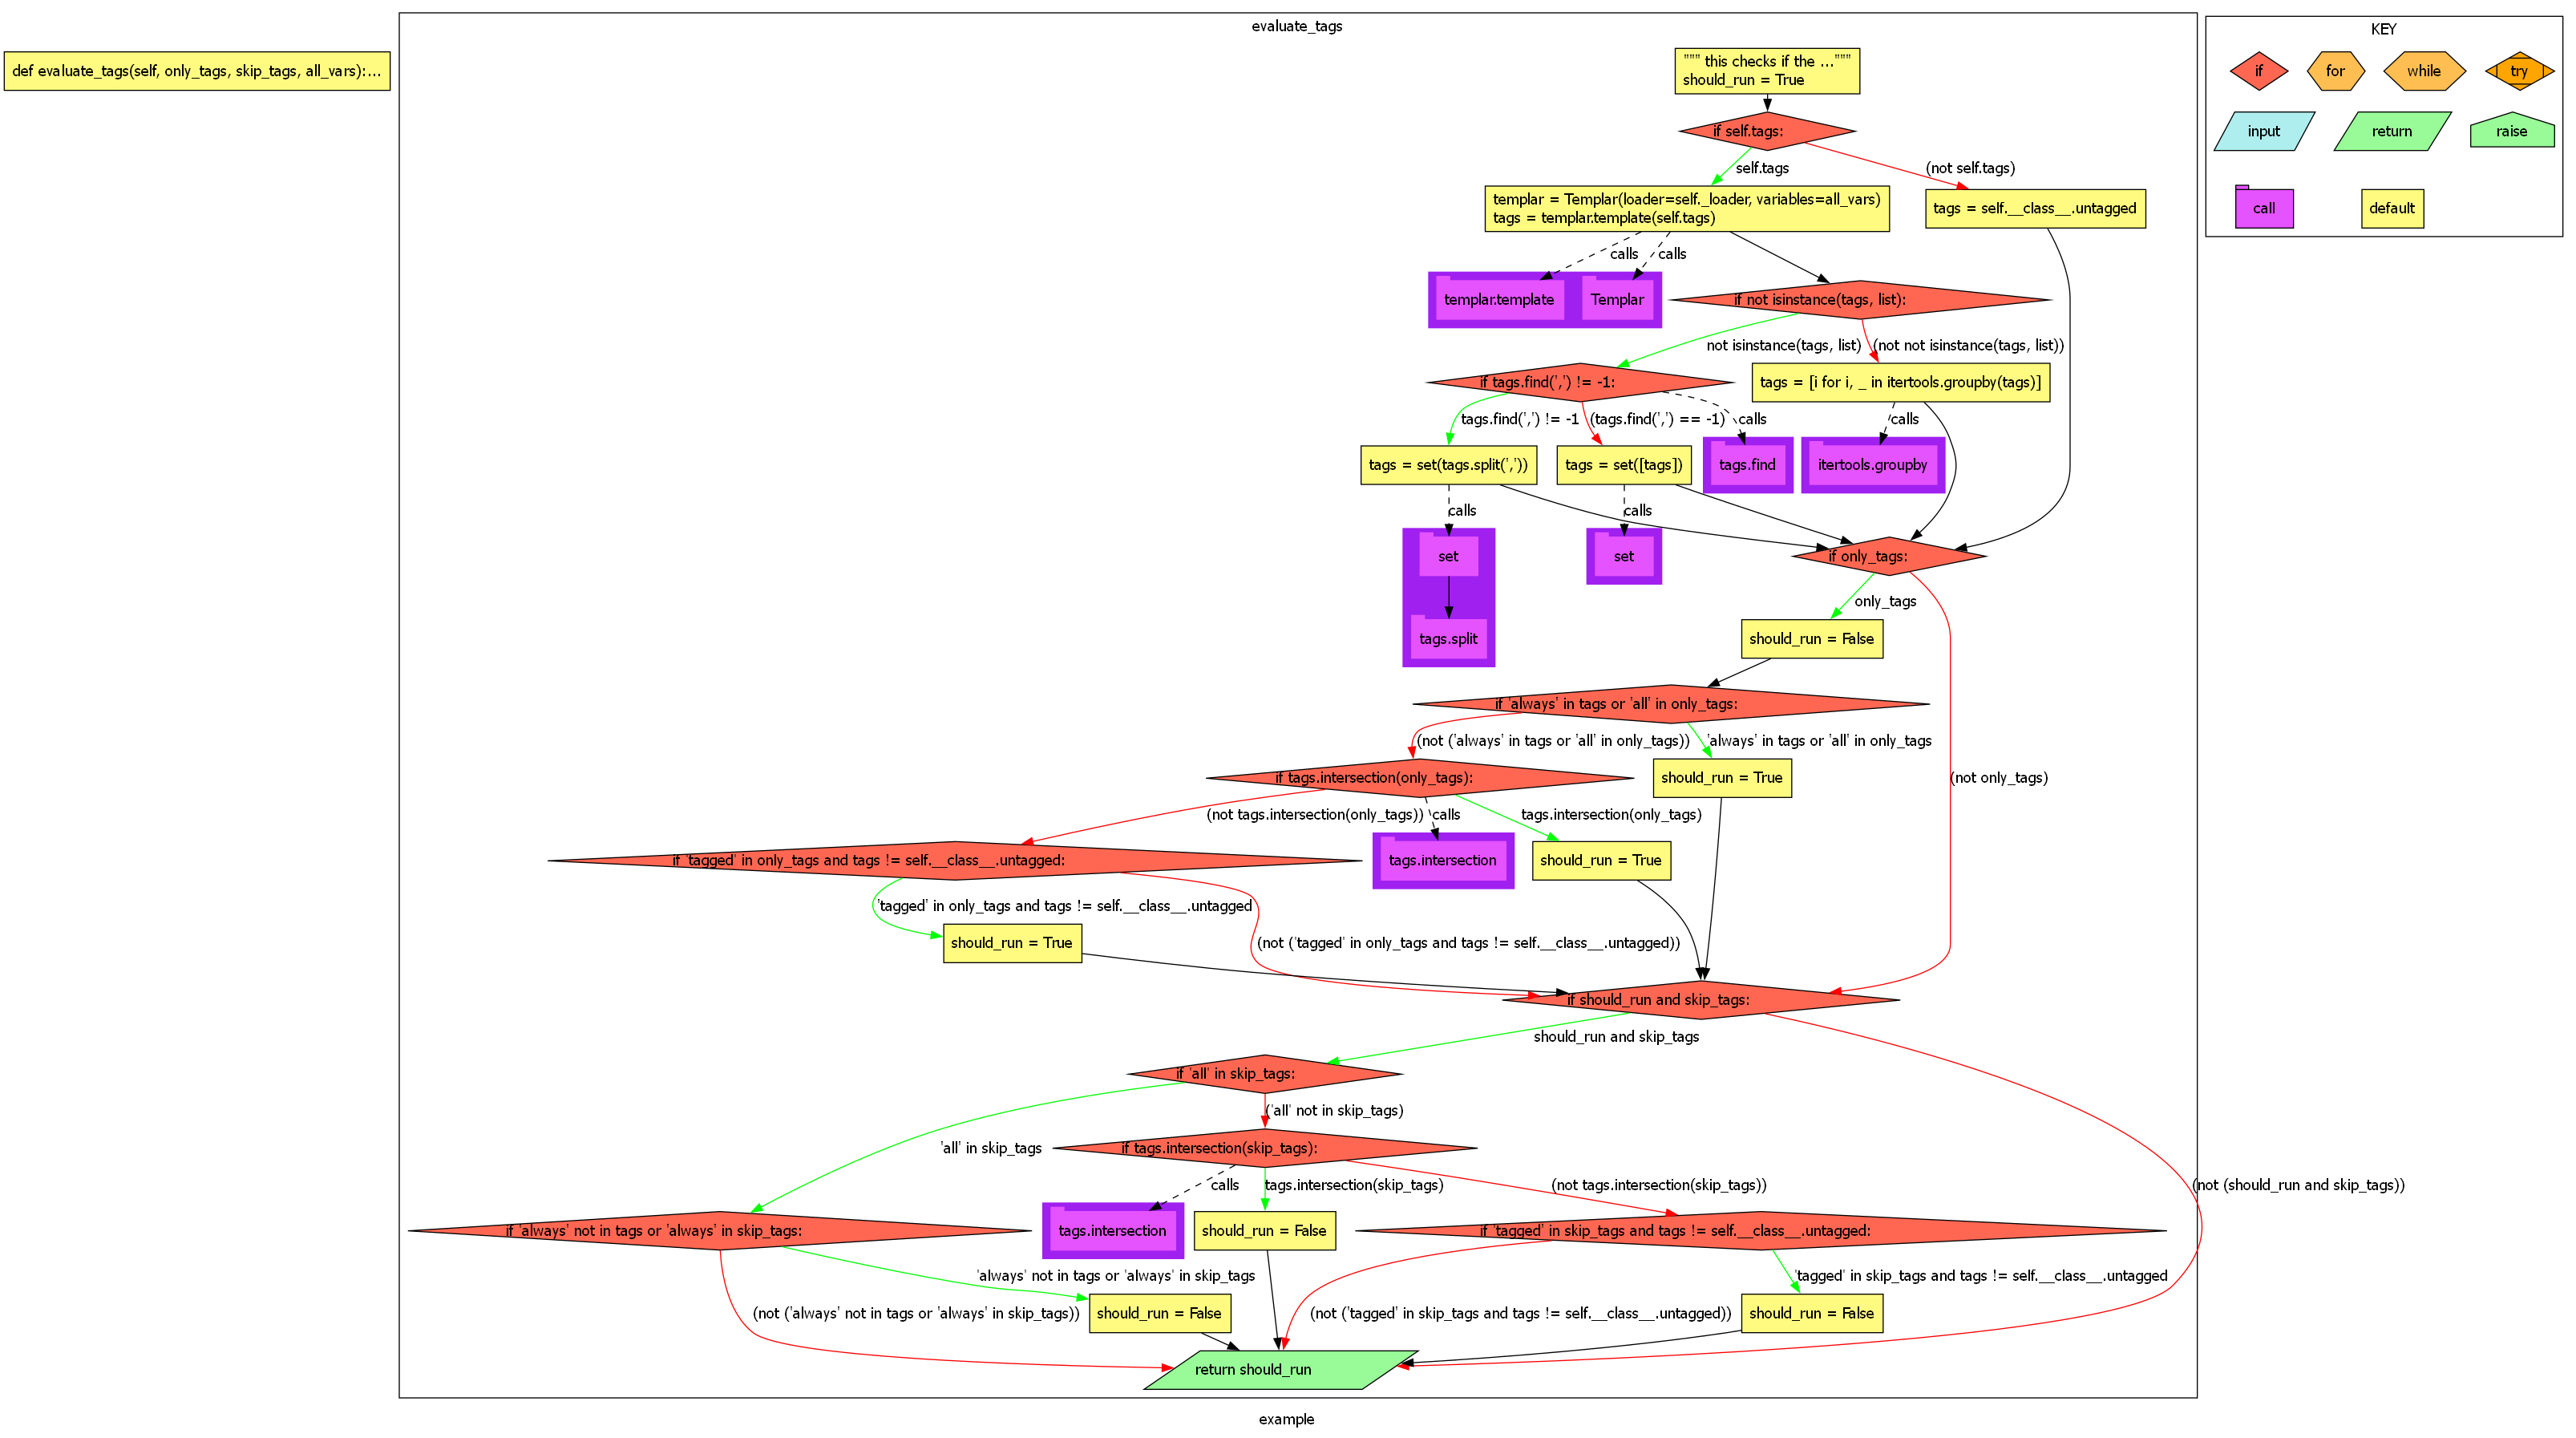 evaluate_tags
KEY
def evaluate_tags(self, only_tags, skip_tags, all_vars):...
""" this checks if the ..."""
should_run = True
if
for
while
try
if self.tags:
input
return
raise
self.tags
(not self.tags)
templar = Templar(loader=self._loader, variables=all_vars)
tags = templar.template(self.tags)
tags = self.__class__.untagged
call
default
calls
calls
templar.template
Templar
if not isinstance(tags, list):
not isinstance(tags, list)
(not not isinstance(tags, list))
if tags.find(',') != -1:
tags = [i for i, _ in itertools.groupby(tags)]
tags.find(',') != -1
(tags.find(',') == -1)
calls
calls
tags = set(tags.split(','))
tags = set([tags])
tags.find
itertools.groupby
calls
calls
set
set
if only_tags:
only_tags
tags.split
should_run = False
if 'always' in tags or 'all' in only_tags:
(not ('always' in tags or 'all' in only_tags))
'always' in tags or 'all' in only_tags
if tags.intersection(only_tags):
should_run = True
(not only_tags)
(not tags.intersection(only_tags))
calls
tags.intersection(only_tags)
if 'tagged' in only_tags and tags != self.__class__.untagged:
tags.intersection
should_run = True
'tagged' in only_tags and tags != self.__class__.untagged
should_run = True
(not ('tagged' in only_tags and tags != self.__class__.untagged))
if should_run and skip_tags:
should_run and skip_tags
if 'all' in skip_tags:
('all' not in skip_tags)
'all' in skip_tags
if tags.intersection(skip_tags):
calls
tags.intersection(skip_tags)
(not tags.intersection(skip_tags))
(not (should_run and skip_tags))
if 'always' not in tags or 'always' in skip_tags:
tags.intersection
should_run = False
if 'tagged' in skip_tags and tags != self.__class__.untagged:
'always' not in tags or 'always' in skip_tags
'tagged' in skip_tags and tags != self.__class__.untagged
(not ('always' not in tags or 'always' in skip_tags))
should_run = False
(not ('tagged' in skip_tags and tags != self.__class__.untagged))
should_run = False
return should_run
example